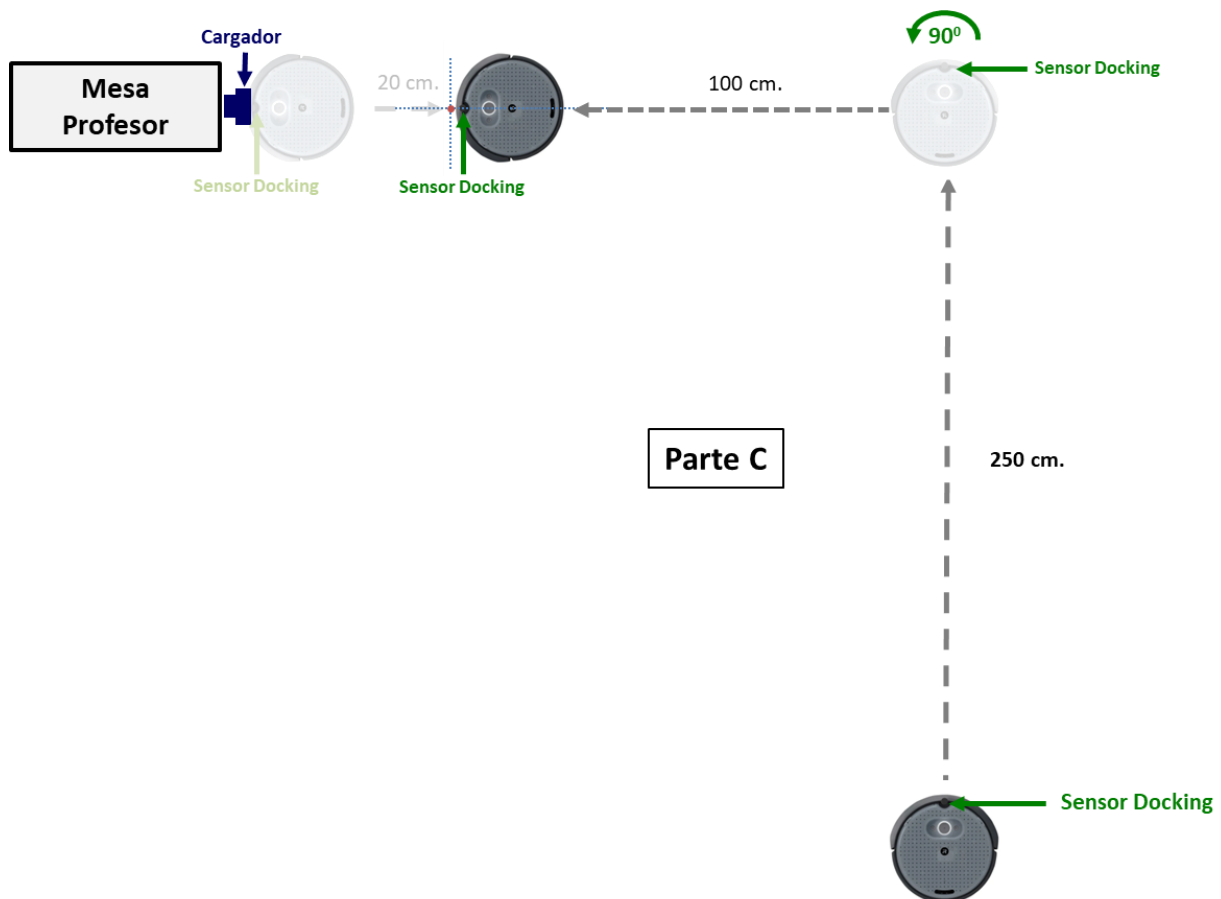 Cargador
90⁰
Sensor Docking
Mesa
Profesor
20 cm.
100 cm.
Sensor Docking
Sensor Docking
Parte C
250 cm.
Sensor Docking